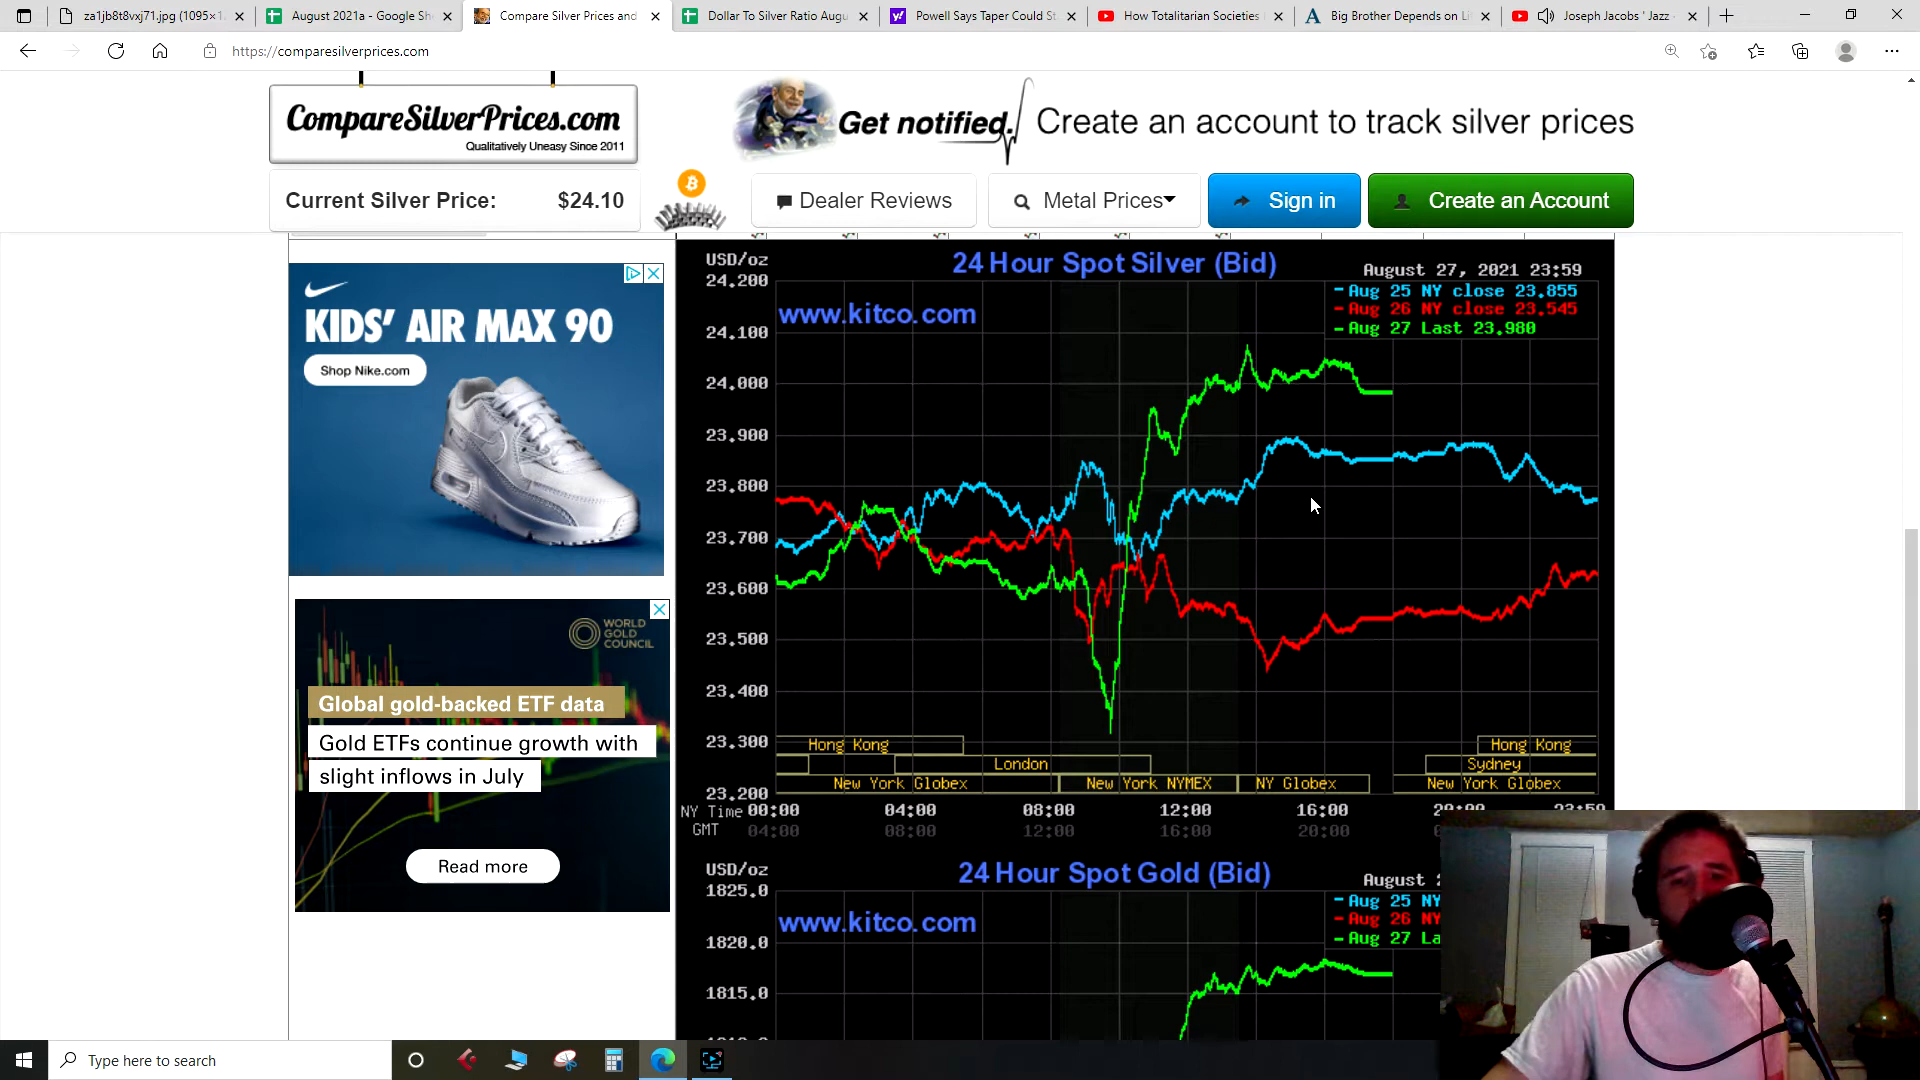 za1jb8t8vxj71.jpg (1095×1
August 2021a - Google Sh
Compare Silver Prices and
Dollar To Silver Ratio Augu
Powell Says Taper Could St
How Totalitarian Societies
Big Brother Depends on Li
Joseph Jacobs ' Jazz
https://comparesilverprices.com
CompareSilverPrices.com
Qualitatively Uneasy Since 2011
Get notified.
Create an account to track silver prices
Current Silver Price: $24.10
Dealer Reviews
Metal Prices
Sign in
Create an Account
KIDS' AIR MAX 90
Shop Nike.com
WORLD
GOLD
COUNCIL
Global gold-backed ETF data
Gold ETFs continue growth with
slight inflows in July
Read more
USD/oz
24 Hour Spot Silver (Bid)
August 27, 2021 23:59
Aug 25 NY close 23.855
Aug 26 NY close 23.545
Aug 27 Last 23.980
www.kitco.com
24.200
24.100
24.000
23.900
23.800
23.700
23.600
23.500
23.400
23.300
23.200
Hong Kong
Hong Kong
London
Sydney
New York Globex
New York NYMEX
NY Globex
New York Globex
NY Time 00:00 04:00 08:00 12:00 16:00 20:00 23:59
GMT 04:00 08:00 12:00 16:00 20:00
USD/oz
24 Hour Spot Gold (Bid)
August 2
Aug 25 NY
Aug 26 NY
Aug 27 La
www.kitco.com
1825.0
1820.0
1815.0
Type here to search